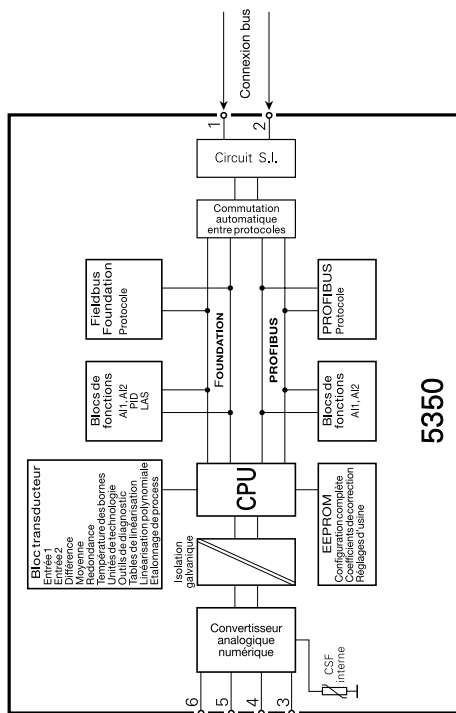 Connexion bus
1
2
Circuit S.I.
Commutation
automatique
entre protocoles
Fieldbus
Foundation
Protocole
PROFIBUS
Protocole
FOUNDATION
PROFIBUS
Blocs de
fonctions
AI1, AI2
PID
LAS
Blocs de
fonctions
AI1, AI2
CPU
Bloc transducteur
Entrée 1
Entrée 2
Différence
Moyenne
Redondance
Température des bornes
Unités de technologie
Outils de diagnostic
Tables de linéarisation
Linéarisation polynomiale
Etalonnage de process
EEPROM
Configuration complète
Coefficients de correction
Réglages d'usine
Isolation
galvanique
Convertisseur
analogique
numérique
CSF
interne
6
5
4
3
5350